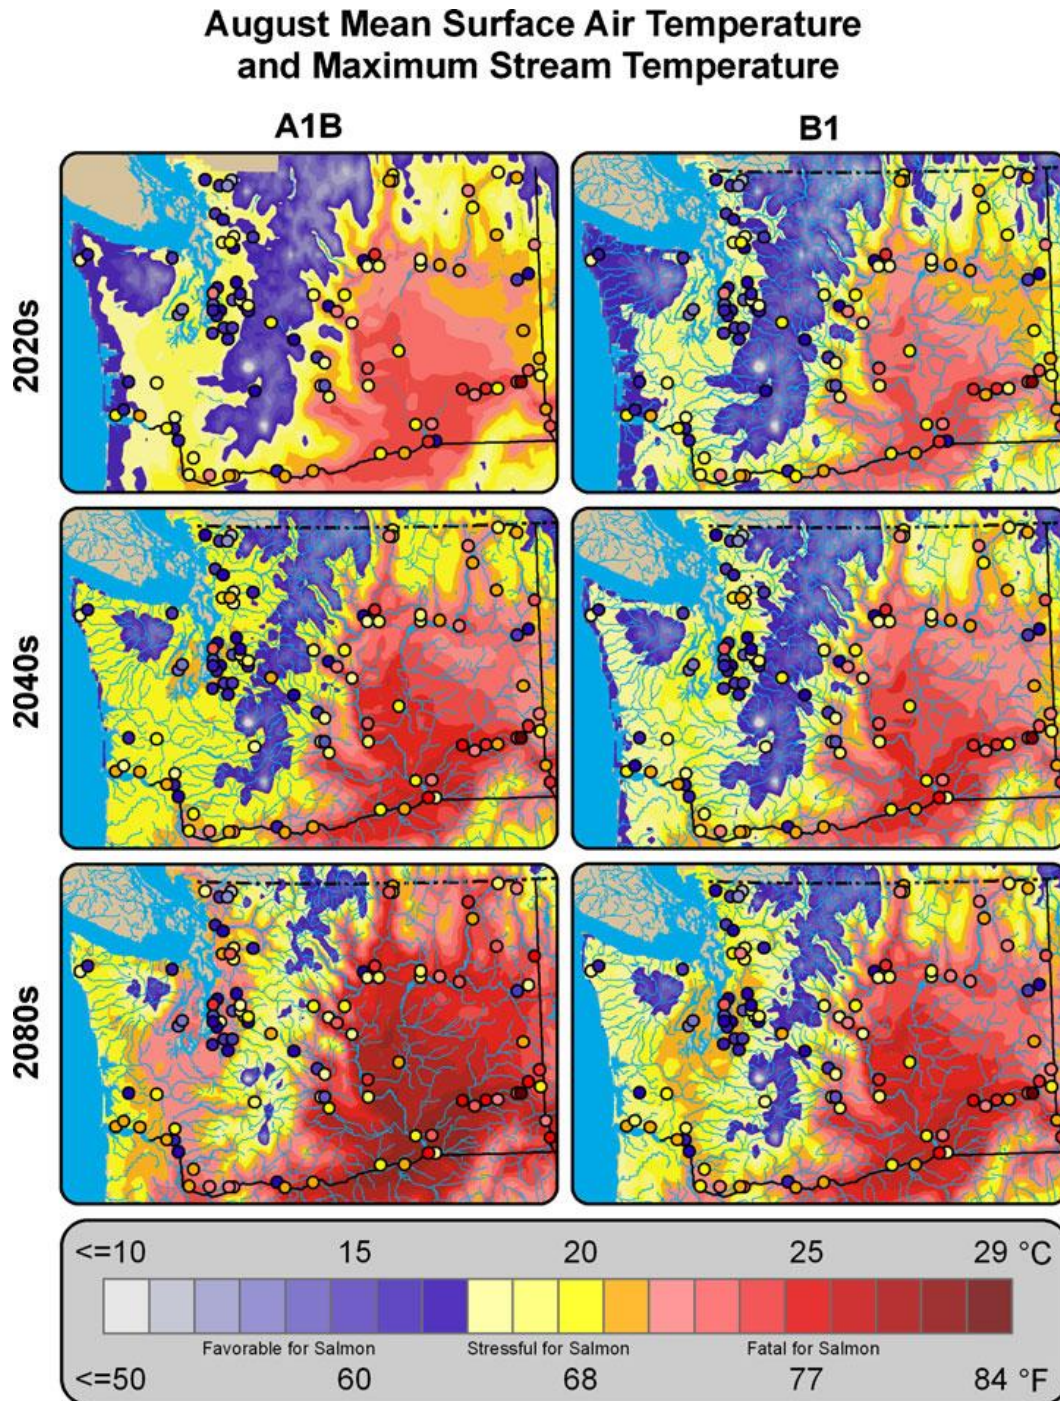 August Mean Surface Air Temperature
and Maximum Stream Temperature
A1B B1
2020s
2040s
2080s
<=10 15 20 25 29 °C
Favorable for Salmon Stressful for Salmon Fatal for Salmon
<=50 60 68 77 84 °F